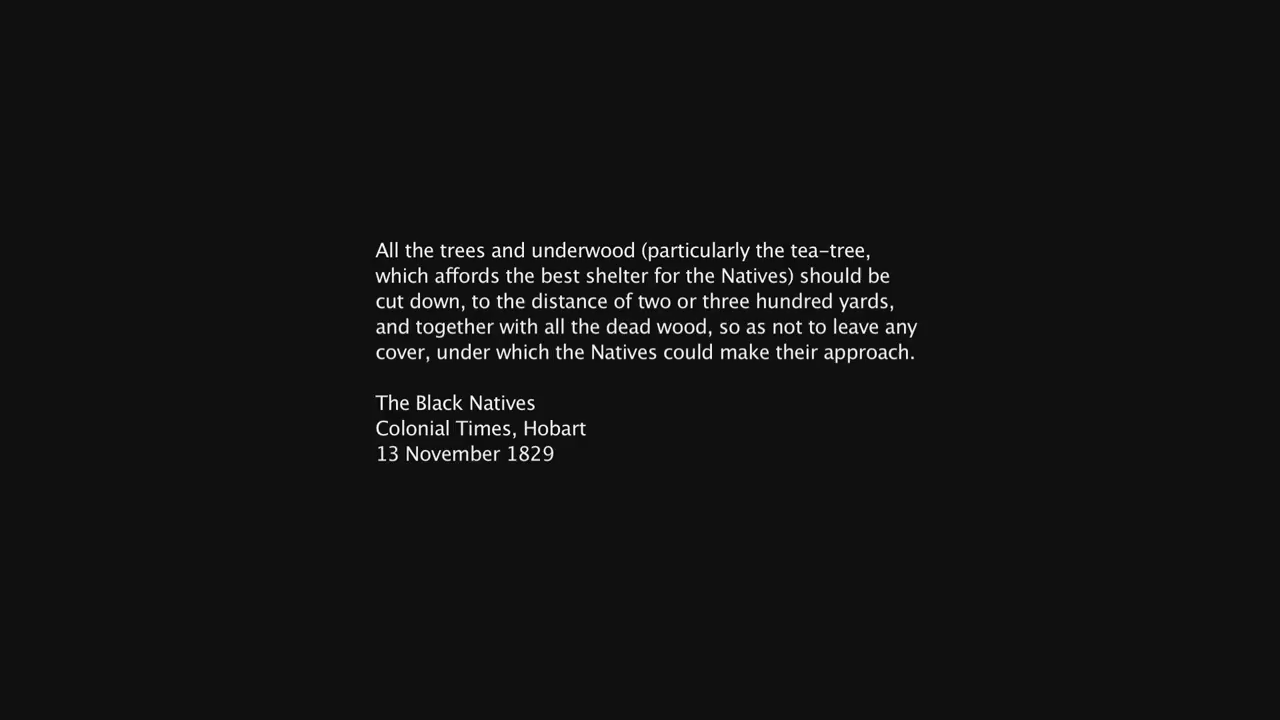 All the trees and underwood (particularly the tea-tree,
which affords the best shelter for the Natives) should be
cut down, to the distance of two or three hundred yards,
and together with all the dead wood, so as not to leave any
cover, under which the Natives could make their approach.
The Black Natives
Colonial Times, Hobart
13 November 1829